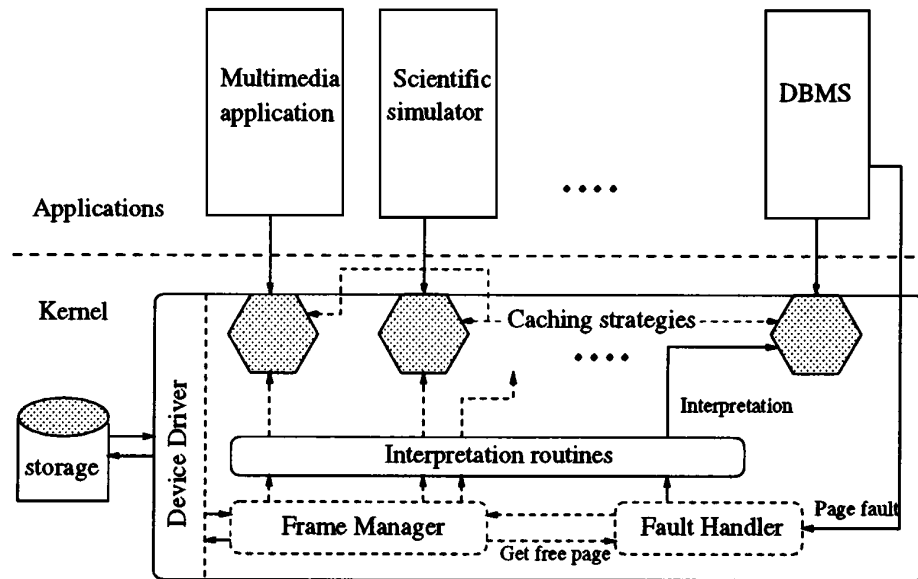 Multimedia
application
Scientific
simulator
DBMS
Applications
Kernel
Caching strategies
Interpretation
Device Driver
storage
Interpretation routines
Frame Manager
Fault Handler
Page fault
Get free page